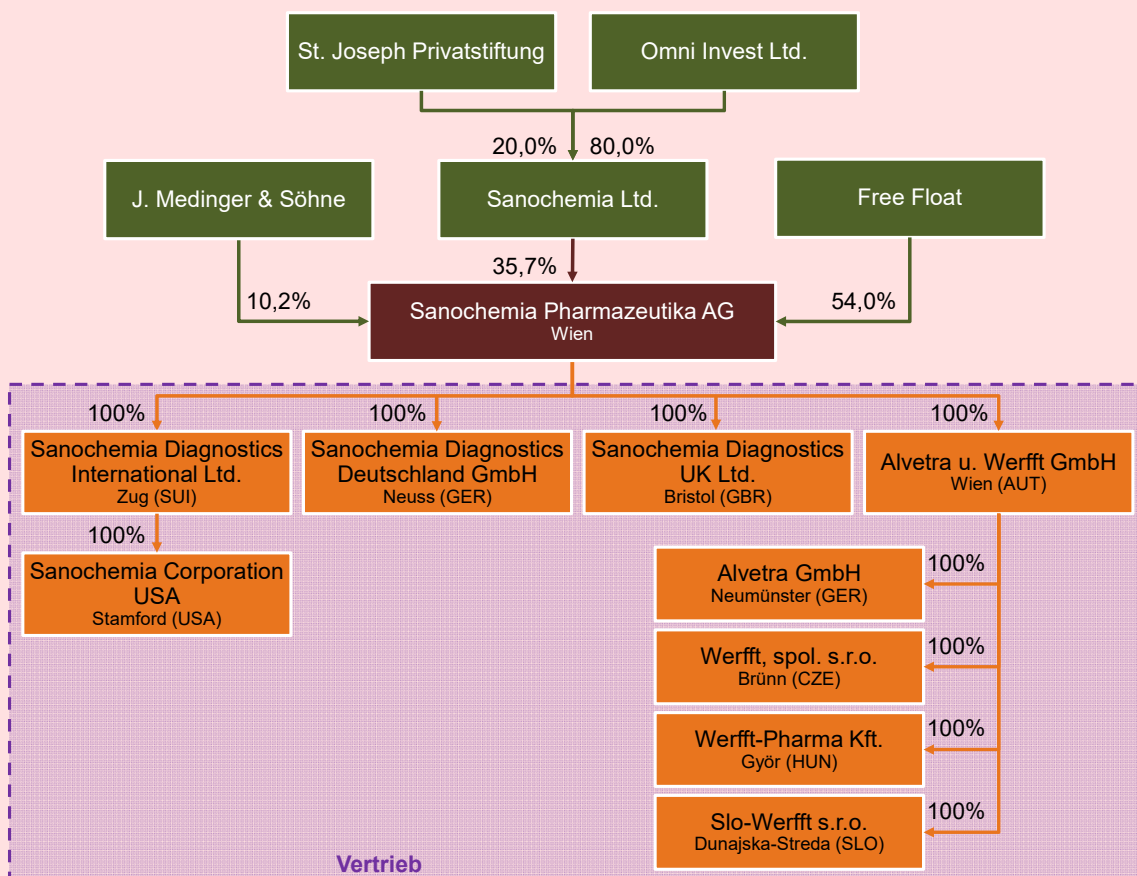 St. Joseph Privatstiftung
Omni Invest Ltd.
20,0%
80,0%
J. Medinger & Söhne
Sanochemia Ltd.
Free Float
35,7%
10,2%
54,0%
Sanochemia Pharmazeutika AG
Wien
100%
100%
100%
100%
Sanochemia Diagnostics
International Ltd.
Zug (SUI)
Sanochemia Diagnostics
Deutschland GmbH
Neuss (GER)
Sanochemia Diagnostics
UK Ltd.
Bristol (GBR)
Alvetra u. Werfft GmbH
Wien (AUT)
100%
Sanochemia Corporation
USA
Stamford (USA)
100%
Alvetra GmbH
Neumünster (GER)
100%
Werfft, spol. s.r.o.
Brünn (CZE)
100%
Werfft-Pharma Kft.
Györ (HUN)
100%
Slo-Werfft s.r.o.
Dunajska-Streda (SLO)
Vertrieb